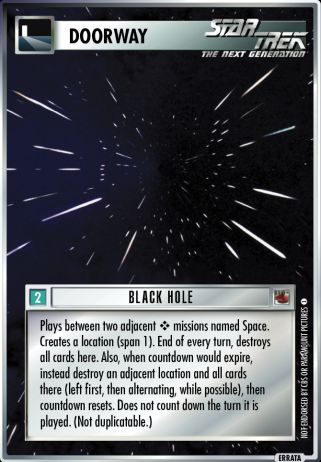 DOORWAY
STAR TREK
THE NEXT GENERATION
2
BLACK HOLE
Plays between two adjacent ❖ missions named Space.
Creates a location (span 1). End of every turn, destroys
all cards here. Also, when countdown would expire,
instead destroy an adjacent location and all cards
there (left first, then alternating, while possible), then
countdown resets. Does not count down the turn it is
played. (Not duplicatable.)
NOT ENDORSED BY CBS OR PARAMOUNT PICTURES
ERRATA